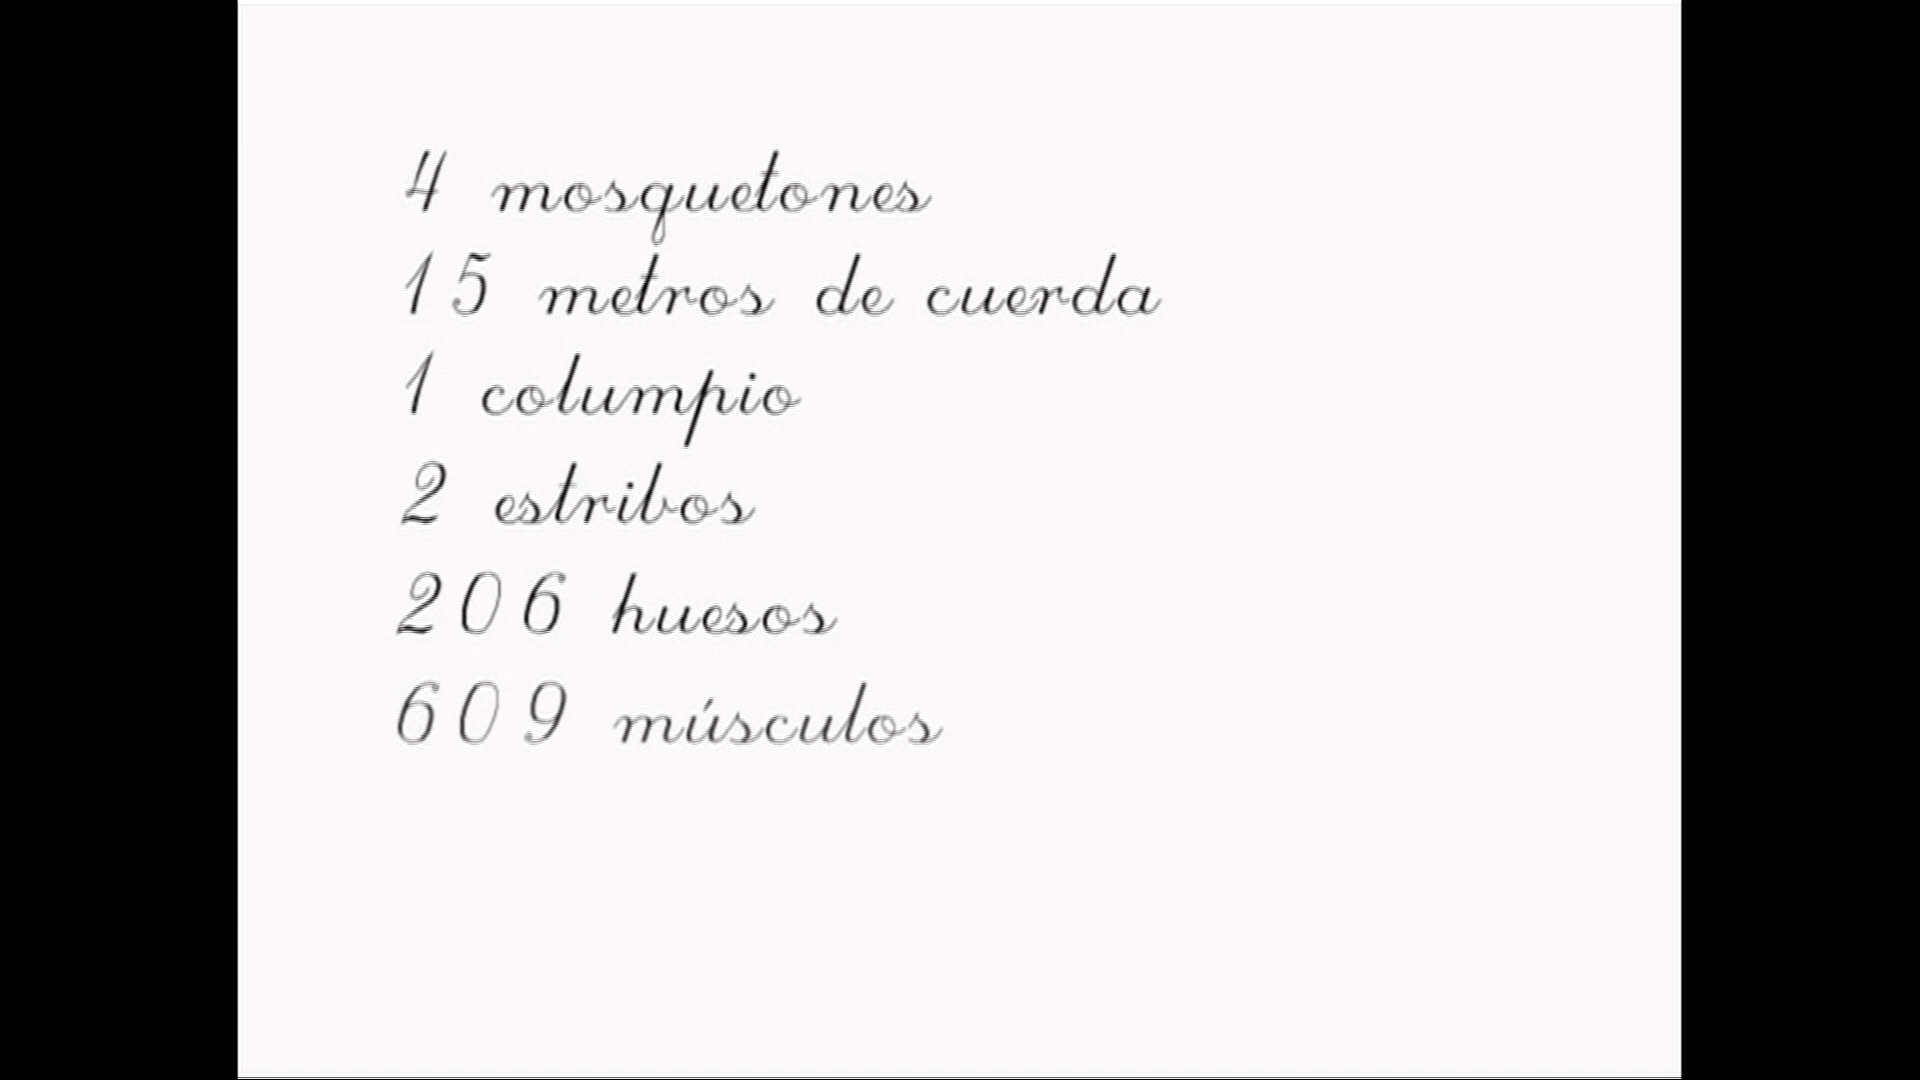 4 mosquetones
15 metros de cuerda
1 columpio
2 estribos
206 huesos
609 músculos